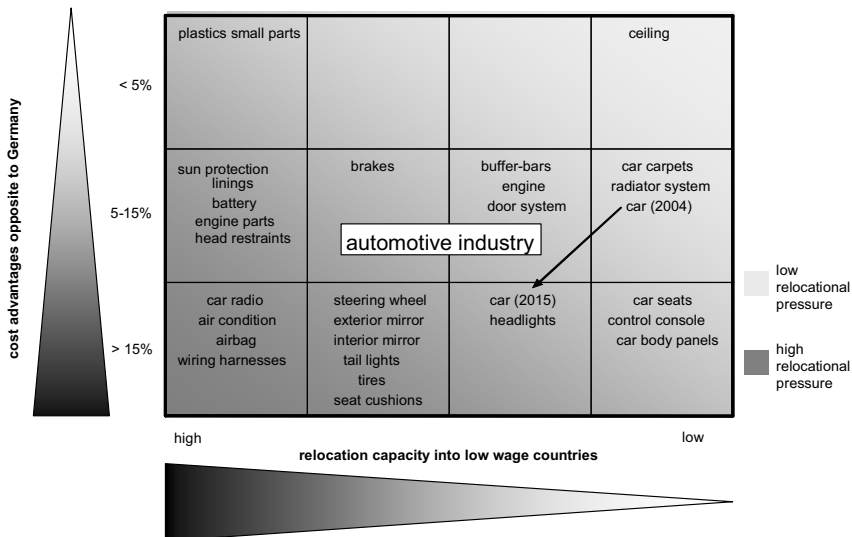 cost advantages opposite to Germany
< 5%
5-15%
> 15%
plastics small parts
ceiling
sun protection
linings
battery
engine parts
head restraints
brakes
buffer-bars
engine
door system
car carpets
radiator system
car (2004)
automotive industry
car radio
air condition
airbag
wiring harnesses
steering wheel
exterior mirror
interior mirror
tail lights
tires
seat cushions
car (2015)
headlights
car seats
control console
car body panels
low
relocational
pressure
high
relocational
pressure
high
low
relocation capacity into low wage countries